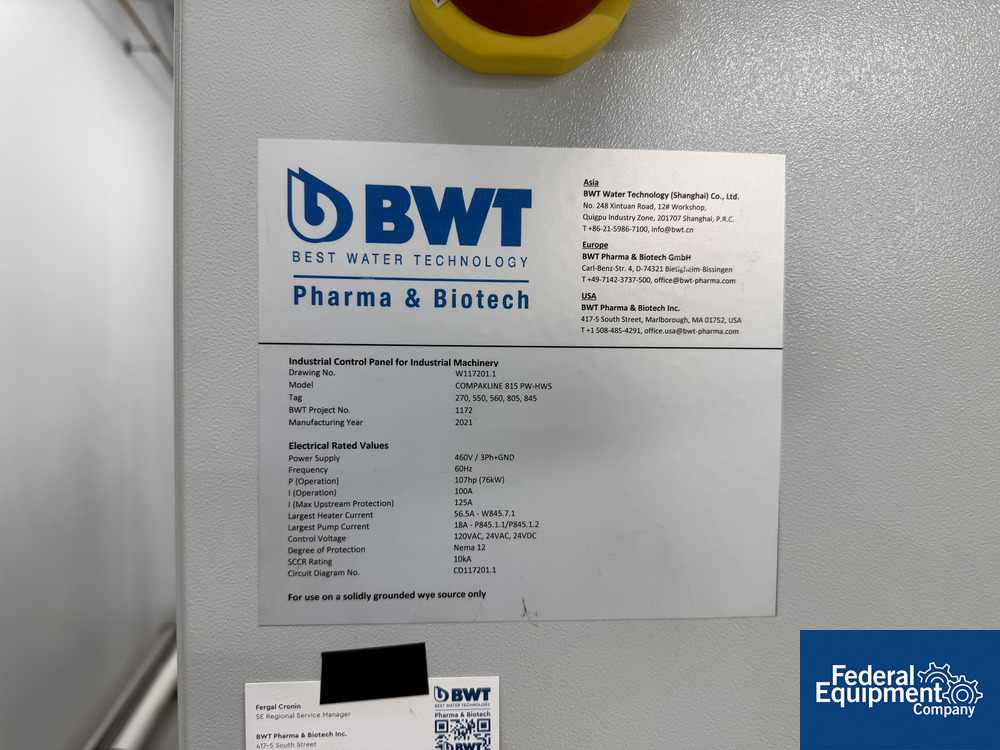 BWT
BEST WATER TECHNOLOGY
Pharma & Biotech
Asia
BWT Water Technology (Shanghai) Co., Ltd.
No. 248 Xintuan Road, 12# Workshop,
Quigpu Industry Zone, 201707 Shanghai, P.R.C.
T +86-21-5986-7100, info@bwt.cn
Europe
BWT Pharma & Biotech GmbH
Carl-Benz-Str. 4, D-74321 Bietigheim-Bissingen
T +49-7142-3737-500, office@bwt-pharma.com
USA
BWT Pharma & Biotech Inc.
417-5 South Street, Marlborough, MA 01752, USA
T +1 508-485-4291, office.usa@bwt-pharma.com
Industrial Control Panel for Industrial Machinery
Drawing No. W117201.1
Model COMPAKLINE 815 PW-HWS
Tag 270, 550, 560, 805, 845
BWT Project No. 1172
Manufacturing Year 2021
Electrical Rated Values
Power Supply 460V / 3Ph+GND
Frequency 60Hz
P (Operation) 107hp (76kW)
I (Operation) 100A
I (Max Upstream Protection) 125A
Largest Heater Current 56.5A - W845.7.1
Largest Pump Current 18A - P845.1.1/P845.1.2
Control Voltage 120VAC, 24VAC, 24VDC
Degree of Protection Nema 12
SCCR Rating 10kA
Circuit Diagram No. CD117201.1
For use on a solidly grounded wye source only
Fergal Cronin
SE Regional Service Manager
BWT Pharma & Biotech Inc.
417-5 South Street
BWT
BEST WATER TECHNOLOGY
Pharma & Biotech
BWT
Federal
Equipment
Company